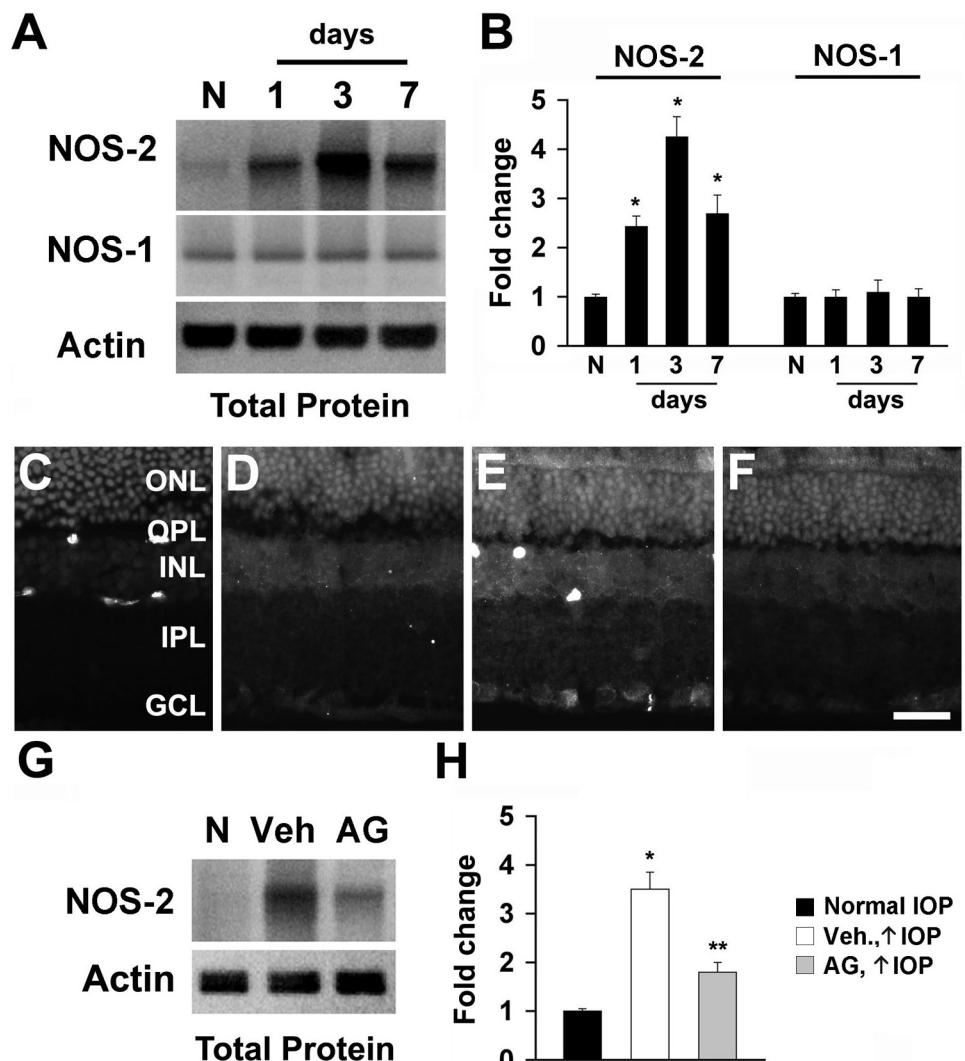 A
days
N 1 3 7
NOS-2
NOS-1
Actin
Total Protein
B
NOS-2 NOS-1
Fold change
5
4
3
2
1
0
* * *
N 1 3 7 N 1 3 7
days days
C D E F
ONL
OPL
INL
IPL
GCL
G
N Veh AG
NOS-2
Actin
Total Protein
H
Fold change
5
4
3
2
1
0
*
**
Normal IOP
Veh.,↑IOP
AG, ↑IOP